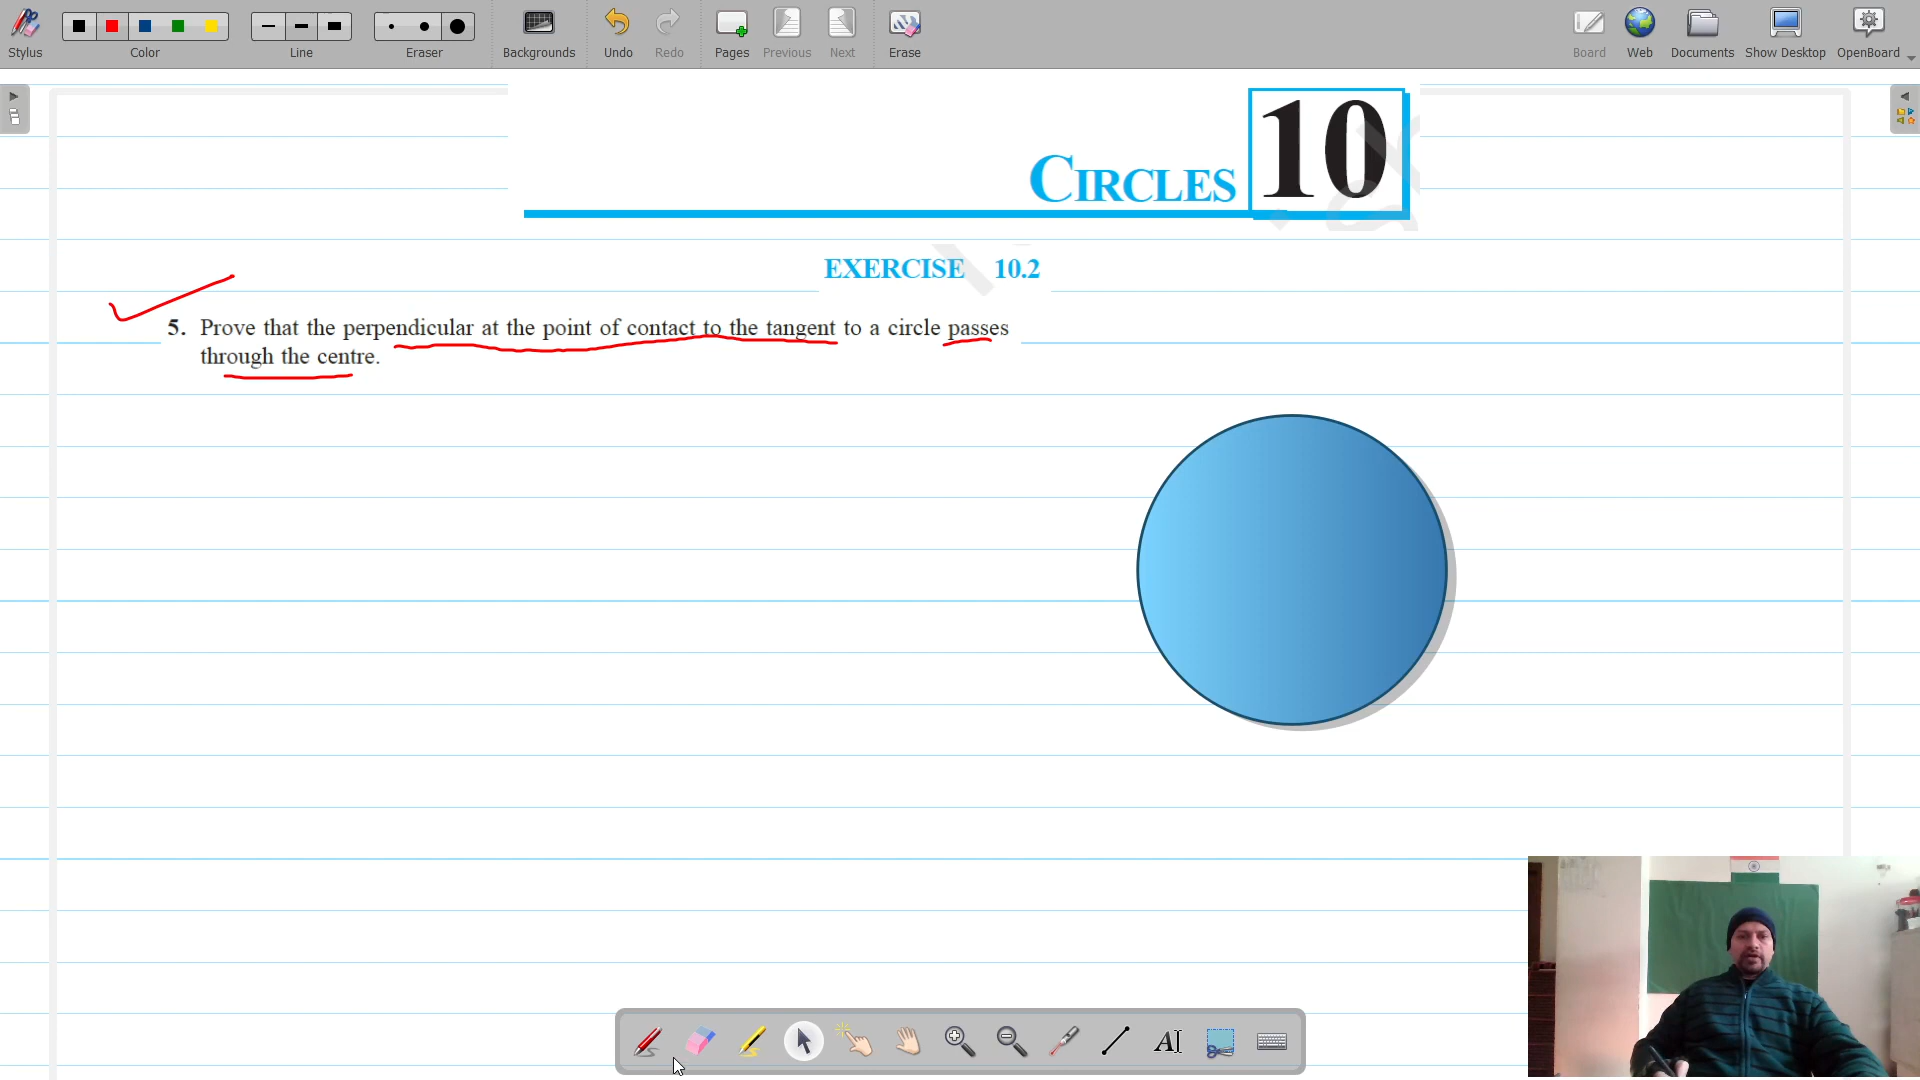 Stylus
Color
Line
Eraser
Backgrounds
Undo
Redo
Pages
Previous
Next
Erase
Board
Web
Documents
Show Desktop
OpenBoard
CIRCLES 10
EXERCISE 10.2
5. Prove that the perpendicular at the point of contact to the tangent to a circle passes
through the centre.